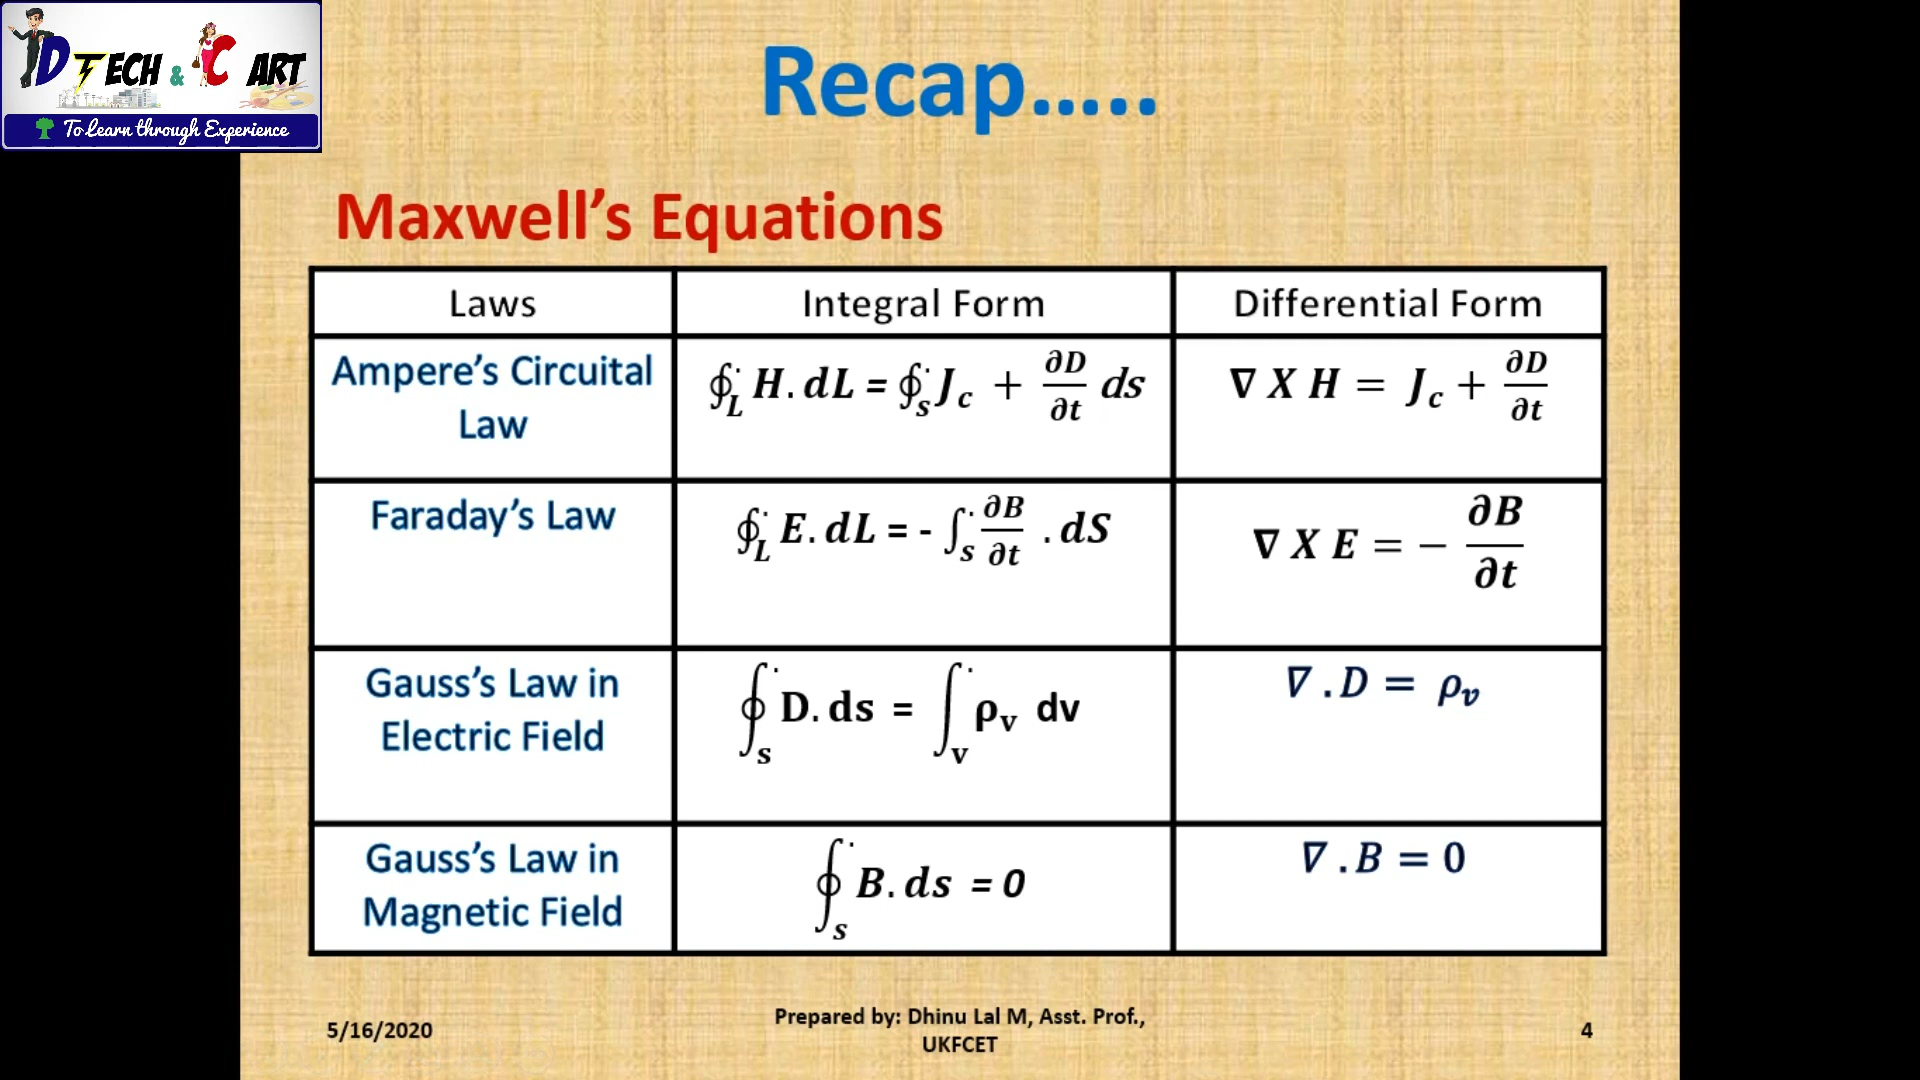 D TECH & C ART
To Learn through Experience
Recap.....
Maxwell's Equations
Laws
Integral Form
Differential Form
Ampere's Circuital
Law
∮_L H. dL = ∮_s J_c + ∂D/∂t ds
∇ X H = J_c + ∂D/∂t
Faraday's Law
∮_L E. dL = - ∫_s ∂B/∂t . dS
∇ X E = − ∂B/∂t
Gauss's Law in
Electric Field
∮_s D. ds = ∫_v ρ_v dv
∇ . D = ρ_v
Gauss's Law in
Magnetic Field
∮_s B. ds = 0
∇ . B = 0
5/16/2020
Prepared by: Dhinu Lal M, Asst. Prof.,
UKFCET
4